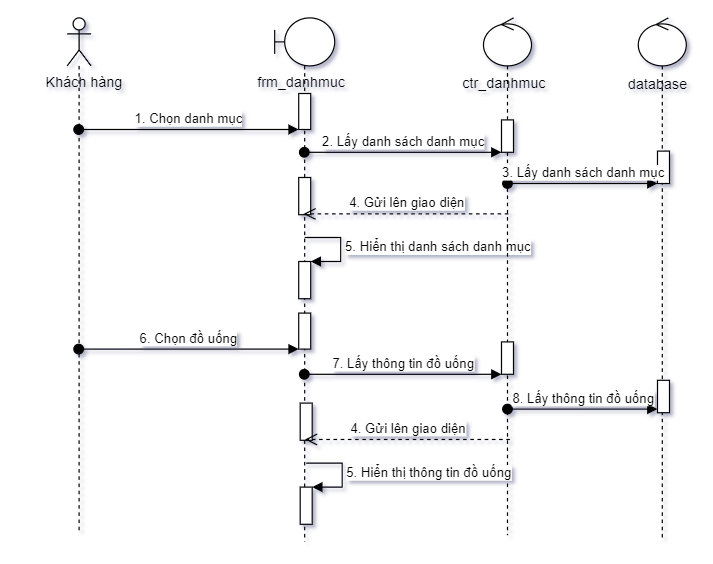 Khách hàng
frm_danhmuc
ctr_danhmuc
database
1. Chọn danh mục
2. Lấy danh sách danh mục
3. Lấy danh sách danh mục
4. Gửi lên giao diện
5. Hiển thị danh sách danh mục
6. Chọn đồ uống
7. Lấy thông tin đồ uống
8. Lấy thông tin đồ uống
4. Gửi lên giao diện
5. Hiển thị thông tin đồ uống